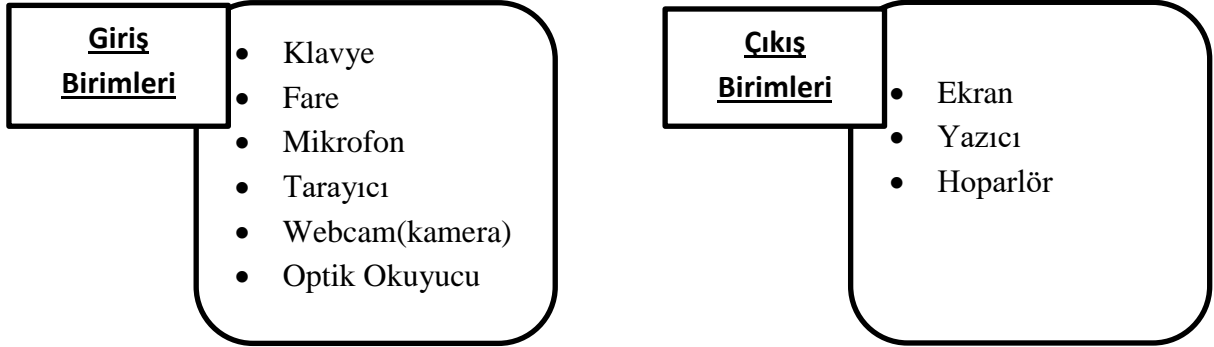 Giriş
Birimleri
• Klavye
• Fare
• Mikrofon
• Tarayıcı
• Webcam(kamera)
• Optik Okuyucu
Çıkış
Birimleri
• Ekran
• Yazıcı
• Hoparlör